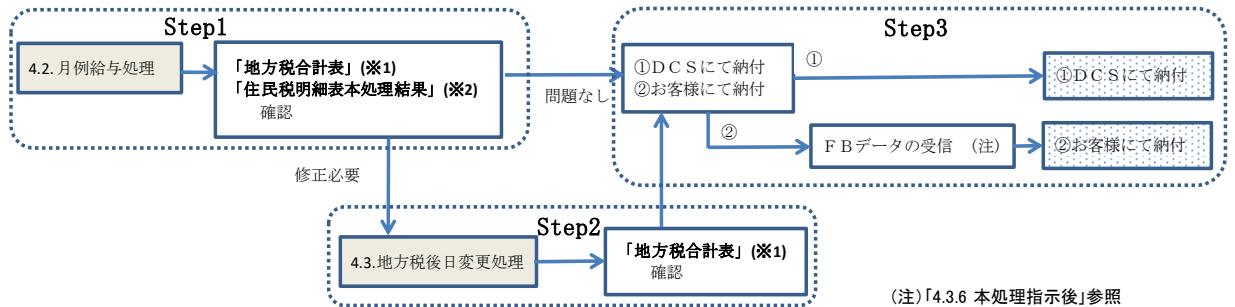 Step1
4.2.月例給与処理
「地方税合計表」(※1)
「住民税明細表本処理結果」(※2)
確認
問題なし
修正必要
Step2
4.3.地方税後日変更処理
「地方税合計表」(※1)
確認
Step3
①ＤＣＳにて納付
②お客様にて納付
①
①ＤＣＳにて納付
②
ＦＢデータの受信　(注)
②お客様にて納付
(注)「4.3.6 本処理指示後」参照